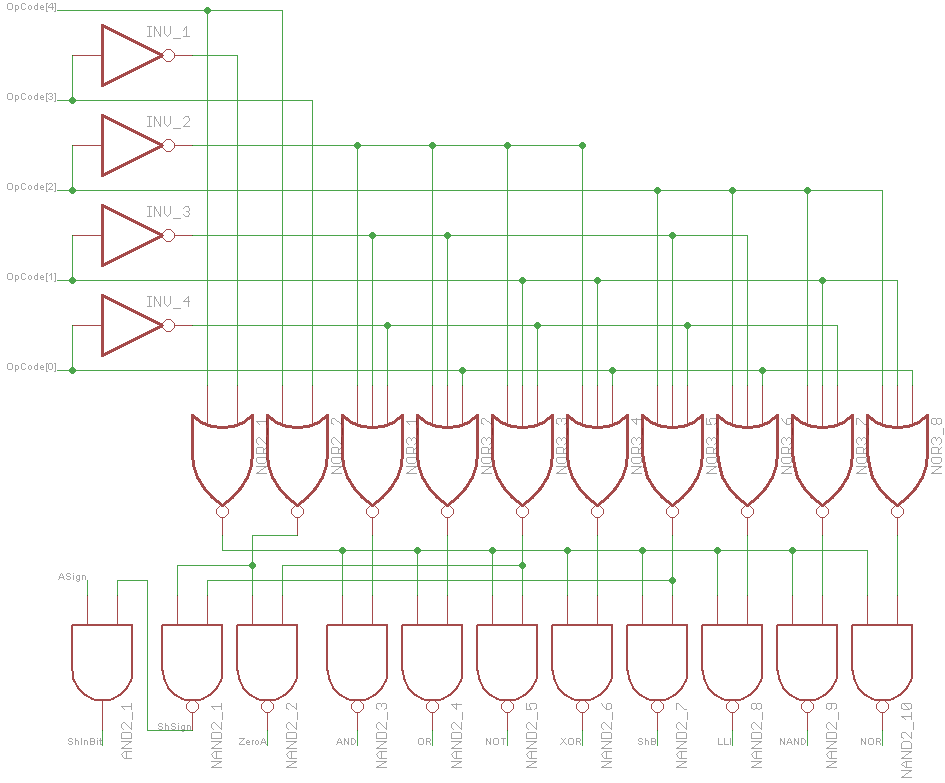 OpCode[4]
INV_1
OpCode[3]
INV_2
OpCode[2]
INV_3
OpCode[1]
INV_4
OpCode[0]
NOR2_1
NOR2_2
NOR3_1
NOR3_2
NOR3_3
NOR3_4
NOR3_5
NOR3_6
NOR3_7
NOR3_8
ASign
AND2_1
NAND2_1
NAND2_2
NAND2_3
NAND2_4
NAND2_5
NAND2_6
NAND2_7
NAND2_8
NAND2_9
NAND2_10
ShSign
ShInBit
ZeroA
AND
OR
NOT
XOR
ShB
LLI
NAND
NOR